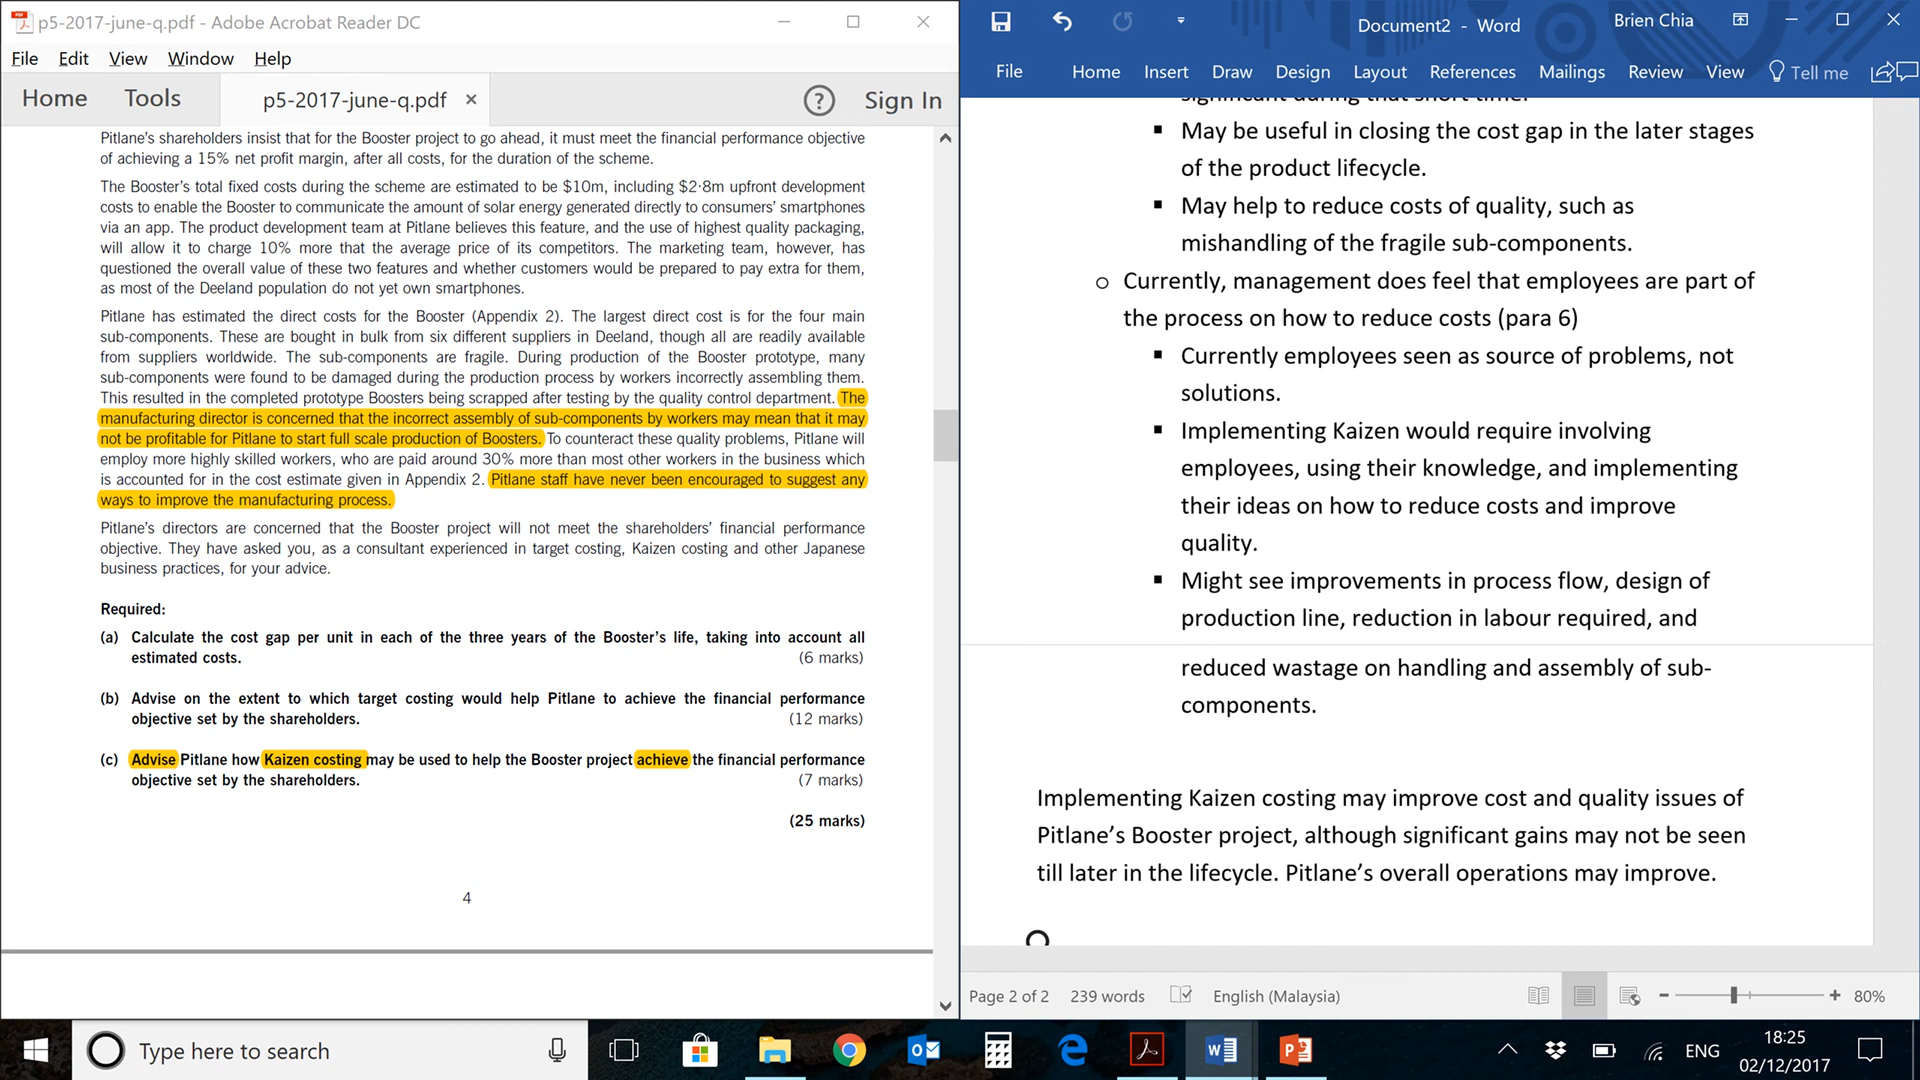 p5-2017-june-q.pdf - Adobe Acrobat Reader DC
File Edit View Window Help
Home Tools p5-2017-june-q.pdf × ? Sign In
Pitlane's shareholders insist that for the Booster project to go ahead, it must meet the financial performance objective
of achieving a 15% net profit margin, after all costs, for the duration of the scheme.
The Booster's total fixed costs during the scheme are estimated to be $10m, including $2·8m upfront development
costs to enable the Booster to communicate the amount of solar energy generated directly to consumers' smartphones
via an app. The product development team at Pitlane believes this feature, and the use of highest quality packaging,
will allow it to charge 10% more that the average price of its competitors. The marketing team, however, has
questioned the overall value of these two features and whether customers would be prepared to pay extra for them,
as most of the Deeland population do not yet own smartphones.
Pitlane has estimated the direct costs for the Booster (Appendix 2). The largest direct cost is for the four main
sub-components. These are bought in bulk from six different suppliers in Deeland, though all are readily available
from suppliers worldwide. The sub-components are fragile. During production of the Booster prototype, many
sub-components were found to be damaged during the production process by workers incorrectly assembling them.
This resulted in the completed prototype Boosters being scrapped after testing by the quality control department. The
manufacturing director is concerned that the incorrect assembly of sub-components by workers may mean that it may
not be profitable for Pitlane to start full scale production of Boosters. To counteract these quality problems, Pitlane will
employ more highly skilled workers, who are paid around 30% more than most other workers in the business which
is accounted for in the cost estimate given in Appendix 2. Pitlane staff have never been encouraged to suggest any
ways to improve the manufacturing process.
Pitlane's directors are concerned that the Booster project will not meet the shareholders' financial performance
objective. They have asked you, as a consultant experienced in target costing, Kaizen costing and other Japanese
business practices, for your advice.
Required:
(a) Calculate the cost gap per unit in each of the three years of the Booster's life, taking into account all
estimated costs. (6 marks)
(b) Advise on the extent to which target costing would help Pitlane to achieve the financial performance
objective set by the shareholders. (12 marks)
(c) Advise Pitlane how Kaizen costing may be used to help the Booster project achieve the financial performance
objective set by the shareholders. (7 marks)
(25 marks)
4
Document2 - Word
Brien Chia
File Home Insert Draw Design Layout References Mailings Review View Tell me
significant during that short time.
▪ May be useful in closing the cost gap in the later stages
of the product lifecycle.
▪ May help to reduce costs of quality, such as
mishandling of the fragile sub-components.
o Currently, management does feel that employees are part of
the process on how to reduce costs (para 6)
▪ Currently employees seen as source of problems, not
solutions.
▪ Implementing Kaizen would require involving
employees, using their knowledge, and implementing
their ideas on how to reduce costs and improve
quality.
▪ Might see improvements in process flow, design of
production line, reduction in labour required, and
reduced wastage on handling and assembly of sub-
components.
Implementing Kaizen costing may improve cost and quality issues of
Pitlane's Booster project, although significant gains may not be seen
till later in the lifecycle. Pitlane's overall operations may improve.
Page 2 of 2 239 words English (Malaysia) 80%
Type here to search
ENG
18:25
02/12/2017